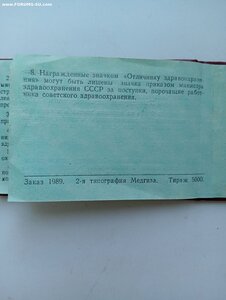 www.FORUMS-SU.com
8. Награжденные значком «Отличнику здравоохране-
ния» могут быть лишены значка приказом министра
здравоохранения СССР за поступки, порочащие работ-
ника советского здравоохранения.
Заказ 1989. 2-я типография Медгиза. Тираж 5000.